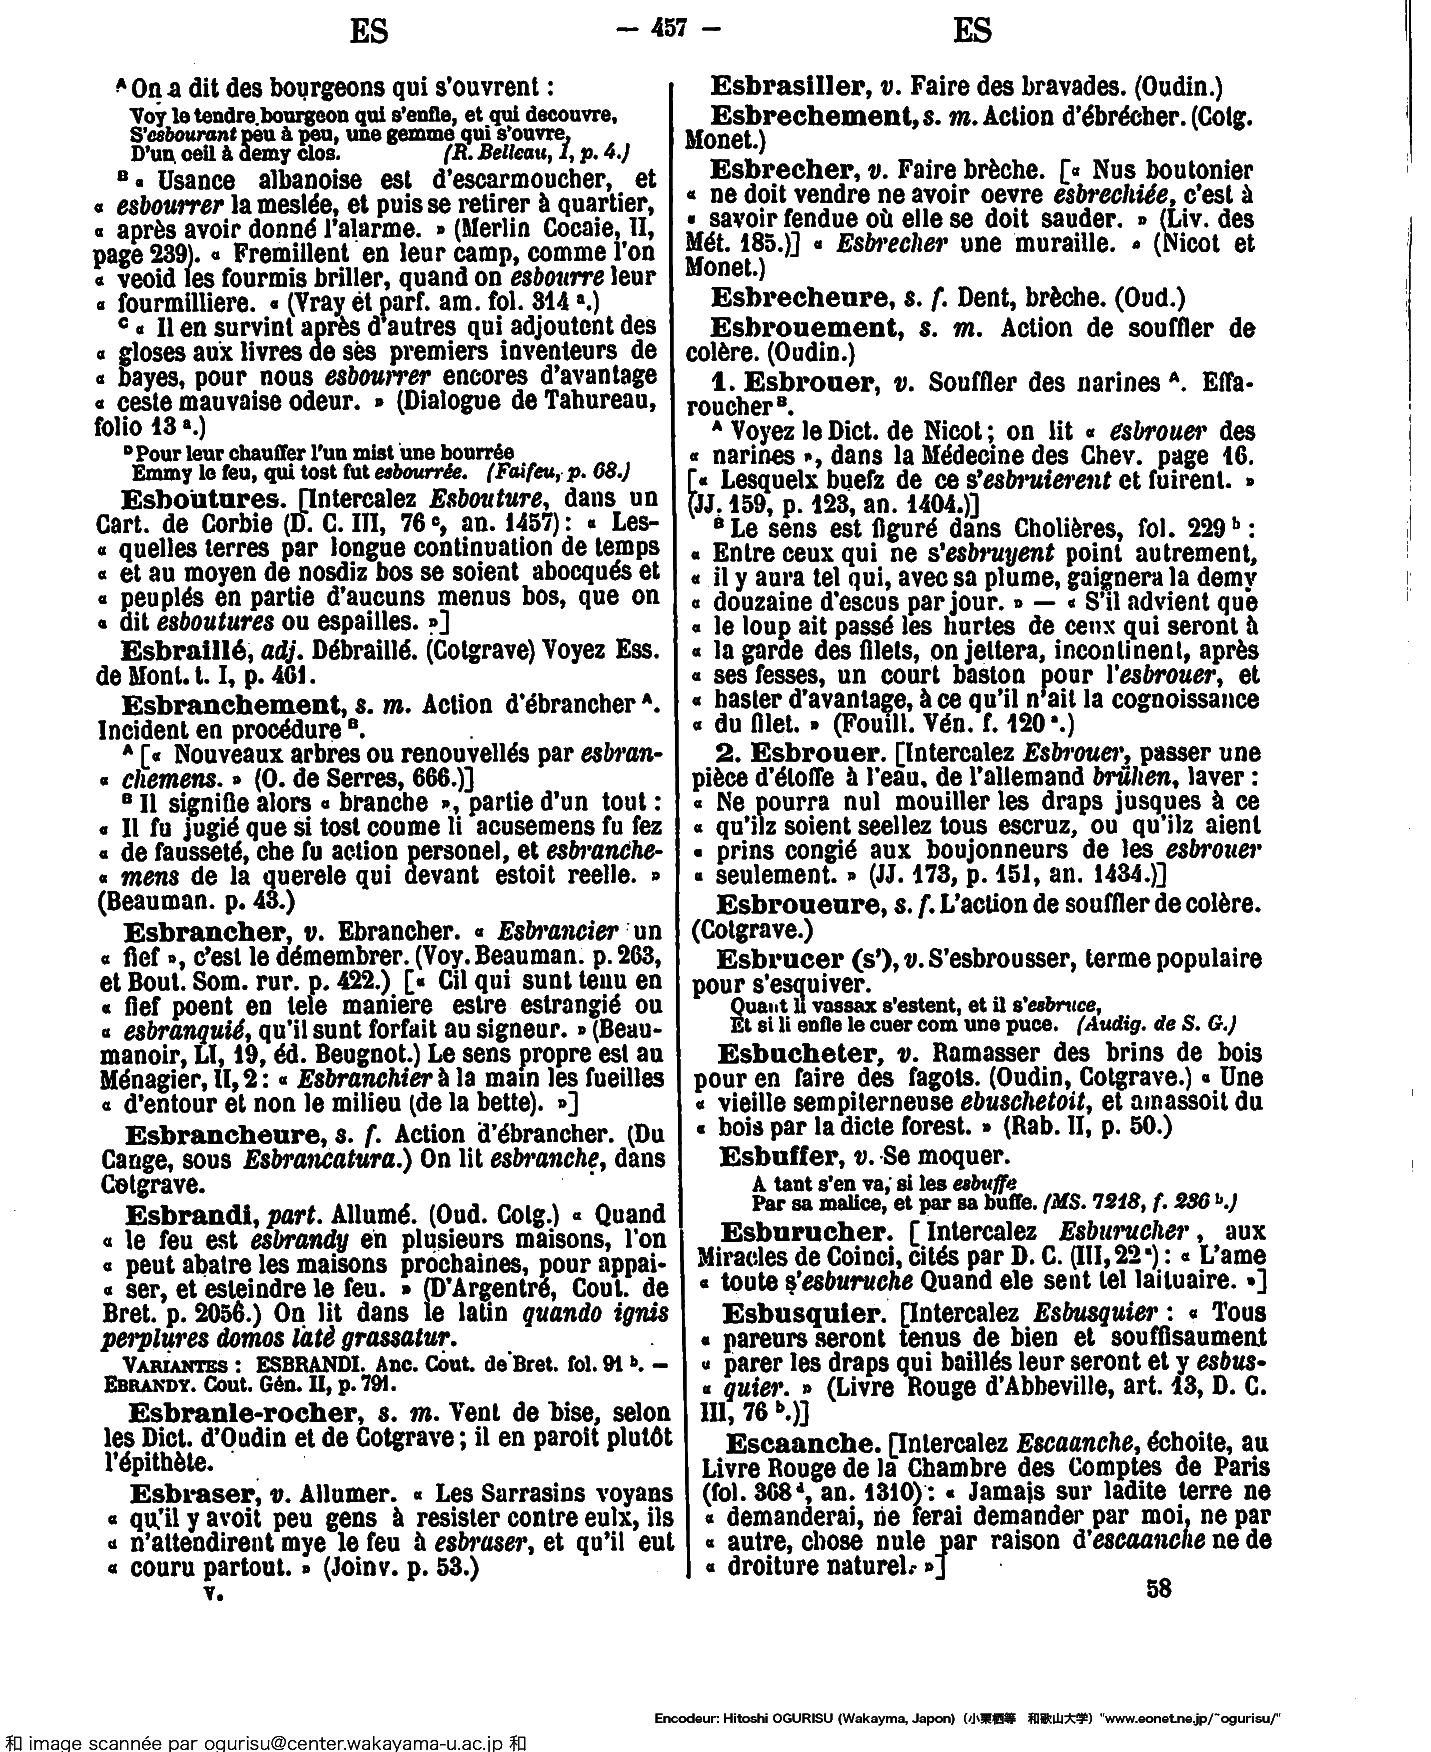 ES — 457 — ES
ᴬ On a dit des bourgeons qui s'ouvrent :
Voy le tendre bourgeon qui s'enfle, et qui decouvre,
S'esbourant peu à peu, une gemme qui s'ouvre,
D'un oeil à demy clos. (R. Belleau, 1, p. 4.)
ᴮ « Usance albanoise est d'escarmoucher, et
« esbourrer la meslée, et puis se retirer à quartier,
« après avoir donné l'alarme. » (Merlin Cocaie, II,
page 239). « Fremillent en leur camp, comme l'on
« veoid les fourmis briller, quand on esbourre leur
« fourmilliere. « (Vray et parf. am. fol. 314 ª.)
ᶜ « Il en survint après d'autres qui adjoutent des
« gloses aux livres de ses premiers inventeurs de
« bayes, pour nous esbourrer encores d'avantage
« ceste mauvaise odeur. » (Dialogue de Tahureau,
folio 13 ª.)
ᴰ Pour leur chauffer l'un mist une bourrée
Emmy le feu, qui tost fut esbourrée. (Faifeu, p. 68.)
Esboutures. [Intercalez Esbouture, dans un
Cart. de Corbie (D. C. III, 76 ᶜ, an. 1457) : « Les-
« quelles terres par longue continuation de temps
« et au moyen de nosdiz bos se soient abocqués et
« peuplés en partie d'aucuns menus bos, que on
« dit esboutures ou espailles. »]
Esbraillé, adj. Débraillé. (Cotgrave) Voyez Ess.
de Mont. t. I, p. 461.
Esbranchement, s. m. Action d'ébrancher ᴬ.
Incident en procédure ᴮ.
ᴬ [« Nouveaux arbres ou renouvellés par esbran-
« chemens. » (O. de Serres, 666.)]
ᴮ Il signifie alors « branche », partie d'un tout :
« Il fu jugié que si tost coume li acusemens fu fez
« de fausseté, che fu action personel, et esbranche-
« mens de la querele qui devant estoit reelle. »
(Beauman. p. 43.)
Esbrancher, v. Ebrancher. « Esbrancier un
« fief », c'est le démembrer. (Voy. Beauman. p. 263,
et Bout. Som. rur. p. 422.) [« Cil qui sunt tenu en
« fief poent en tele maniere estre estrangié ou
« esbranquié, qu'il sunt forfait au signeur. » (Beau-
manoir, LI, 19, éd. Beugnot.) Le sens propre est au
Ménagier, II, 2 : « Esbranchier à la main les fueilles
« d'entour et non le milieu (de la bette). »]
Esbrancheure, s. f. Action d'ébrancher. (Du
Cange, sous Esbrancatura.) On lit esbranche, dans
Cotgrave.
Esbrandi, part. Allumé. (Oud. Cotg.) « Quand
« le feu est esbrandy en plusieurs maisons, l'on
« peut abatre les maisons prochaines, pour appai-
« ser, et esteindre le feu. » (D'Argentré, Cout. de
Bret. p. 2056.) On lit dans le latin quando ignis
perplures domos latè grassatur.
VARIANTES : ESBRANDI. Anc. Cout. de Bret. fol. 91 ᵇ. —
EBRANDY. Cout. Gén. II, p. 791.
Esbranle-rocher, s. m. Vent de bise, selon
les Dict. d'Oudin et de Cotgrave ; il en paroit plutôt
l'épithète.
Esbraser, v. Allumer. « Les Sarrasins voyans
« qu'il y avoit peu gens à resister contre eulx, ils
« n'attendirent mye le feu à esbraser, et qu'il eut
« couru partout. » (Joinv. p. 53.)
V.
Esbrasiller, v. Faire des bravades. (Oudin.)
Esbrechement, s. m. Action d'ébrécher. (Cotg.
Monet.)
Esbrecher, v. Faire brèche. [« Nus boutonier
« ne doit vendre ne avoir oevre esbrechiée, c'est à
« savoir fendue où elle se doit sauder. » (Liv. des
Mét. 185.)] « Esbrecher une muraille. » (Nicot et
Monet.)
Esbrecheure, s. f. Dent, brèche. (Oud.)
Esbrouement, s. m. Action de souffler de
colère. (Oudin.)
1. Esbrouer, v. Souffler des narines ᴬ. Effa-
roucher ᴮ.
ᴬ Voyez le Dict. de Nicot ; on lit « esbrouer des
« narines », dans la Médecine des Chev. page 16.
[« Lesquelx buefz de ce s'esbruierent et fuirent. »
(JJ. 159, p. 123, an. 1404.)]
ᴮ Le sens est figuré dans Cholières, fol. 229 ᵇ :
« Entre ceux qui ne s'esbruyent point autrement,
« il y aura tel qui, avec sa plume, gaignera la demy
« douzaine d'escus par jour. » — « S'il advient que
« le loup ait passé les hurtes de ceux qui seront à
« la garde des filets, on jettera, incontinent, après
« ses fesses, un court baston pour l'esbrouer, et
« haster d'avantage, à ce qu'il n'ait la cognoissance
« du filet. » (Fouill. Vén. f. 120 ª.)
2. Esbrouer. [Intercalez Esbrouer, passer une
pièce d'étoffe à l'eau, de l'allemand brühen, laver :
« Ne pourra nul mouiller les draps jusques à ce
« qu'ilz soient seellez tous escruz, ou qu'ilz aient
« prins congié aux boujonneurs de les esbrouer
« seulement. » (JJ. 173, p. 151, an. 1434.)]
Esbroueure, s. f. L'action de souffler de colère.
(Cotgrave.)
Esbrucer (s'), v. S'esbrousser, terme populaire
pour s'esquiver.
Quant li vassax s'estent, et il s'esbruce,
Et si li enfle le cuer com une puce. (Audig. de S. G.)
Esbucheter, v. Ramasser des brins de bois
pour en faire des fagots. (Oudin, Cotgrave.) « Une
« vieille sempiterneuse ebuschetoit, et amassoit du
« bois par la dicte forest. » (Rab. II, p. 50.)
Esbuffer, v. Se moquer.
A tant s'en va, si les esbuffe
Par sa malice, et par sa buffe. (MS. 7218, f. 236 ᵇ.)
Esburucher. [Intercalez Esburucher, aux
Miracles de Coinci, cités par D. C. (III, 22 ª) : « L'ame
« toute s'esburuche Quand ele sent tel laituaire. »]
Esbusquier. [Intercalez Esbusquier : « Tous
« pareurs seront tenus de bien et souffisaument
« parer les draps qui baillés leur seront et y esbus-
« quier. » (Livre Rouge d'Abbeville, art. 13, D. C.
III, 76 ᵇ.)]
Escaanche. [Intercalez Escaanche, échoite, au
Livre Rouge de la Chambre des Comptes de Paris
(fol. 368 ᵈ, an. 1310) : « Jamais sur ladite terre ne
« demanderai, ne ferai demander par moi, ne par
« autre, chose nule par raison d'escaanche ne de
« droiture naturel. »]
58
Encodeur: Hitoshi OGURISU (Wakayma, Japon) (小栗栖等 和歌山大学) "www.eonet.ne.jp/~ogurisu/"
和 image scannée par ogurisu@center.wakayama-u.ac.jp 和